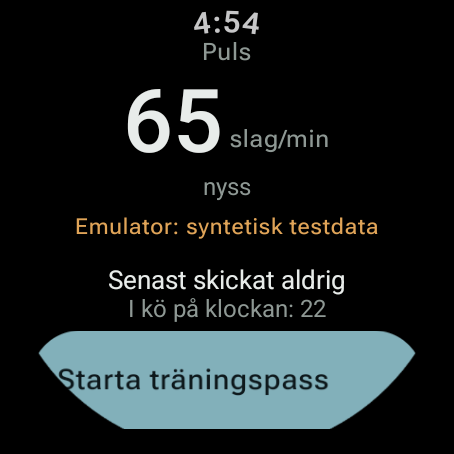 4:54
Puls
65 slag/min
nyss
Emulator: syntetisk testdata
Senast skickat aldrig
I kö på klockan: 22
Starta träningspass